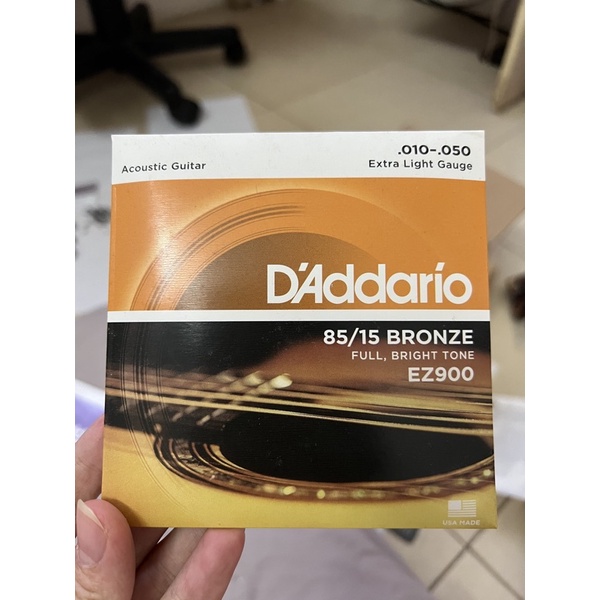 Acoustic Guitar
.010-.050
Extra Light Gauge
D'Addario
85/15 BRONZE
FULL, BRIGHT TONE
EZ900
USA MADE